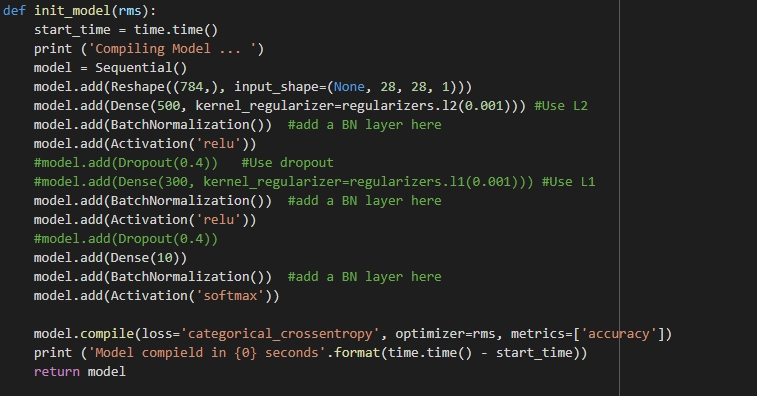 def init_model(rms):
    start_time = time.time()
    print ('Compiling Model ... ')
    model = Sequential()
    model.add(Reshape((784,), input_shape=(None, 28, 28, 1)))
    model.add(Dense(500, kernel_regularizer=regularizers.l2(0.001))) #Use L2
    model.add(BatchNormalization())  #add a BN layer here
    model.add(Activation('relu'))
    #model.add(Dropout(0.4))   #Use dropout
    #model.add(Dense(300, kernel_regularizer=regularizers.l1(0.001))) #Use L1
    model.add(BatchNormalization())  #add a BN layer here
    model.add(Activation('relu'))
    #model.add(Dropout(0.4))
    model.add(Dense(10))
    model.add(BatchNormalization())  #add a BN layer here
    model.add(Activation('softmax'))

    model.compile(loss='categorical_crossentropy', optimizer=rms, metrics=['accuracy'])
    print ('Model compield in {0} seconds'.format(time.time() - start_time))
    return model